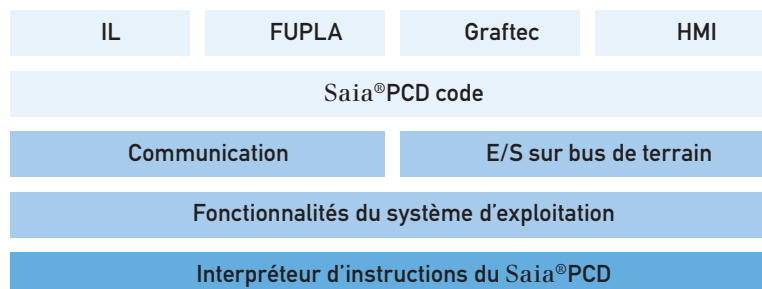 IL FUPLA Graftec HMI
Saia®PCD code
Communication E/S sur bus de terrain
Fonctionnalités du système d’exploitation
Interpréteur d’instructions du Saia®PCD